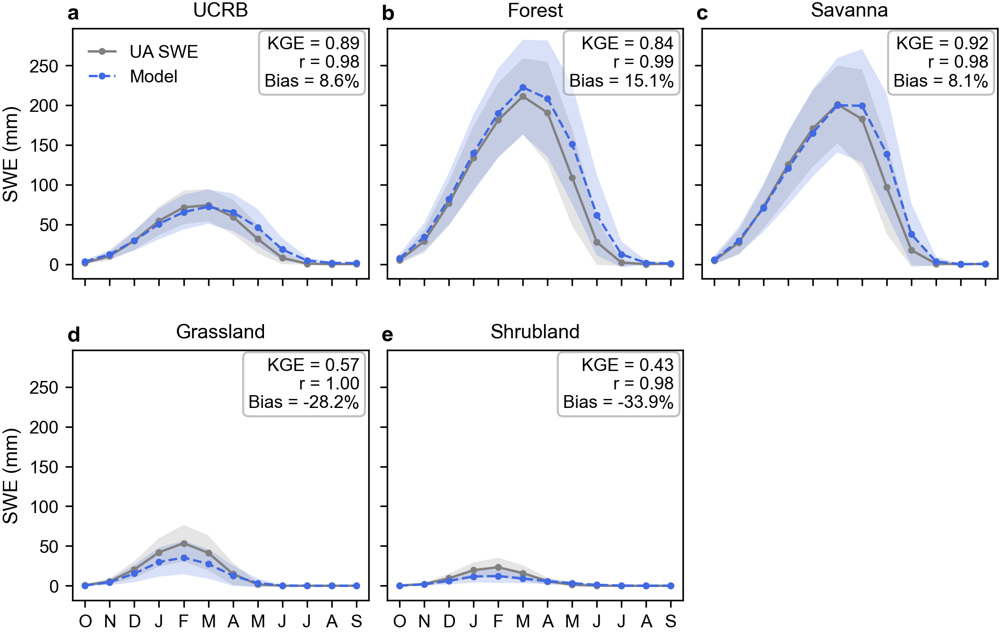 a UCRB
UA SWE
Model
KGE = 0.89
r = 0.98
Bias = 8.6%
SWE (mm)
250
200
150
100
50
0
b Forest
KGE = 0.84
r = 0.99
Bias = 15.1%
c Savanna
KGE = 0.92
r = 0.98
Bias = 8.1%
d Grassland
KGE = 0.57
r = 1.00
Bias = -28.2%
SWE (mm)
250
200
150
100
50
0
O N D J F M A M J J A S
e Shrubland
KGE = 0.43
r = 0.98
Bias = -33.9%
O N D J F M A M J J A S